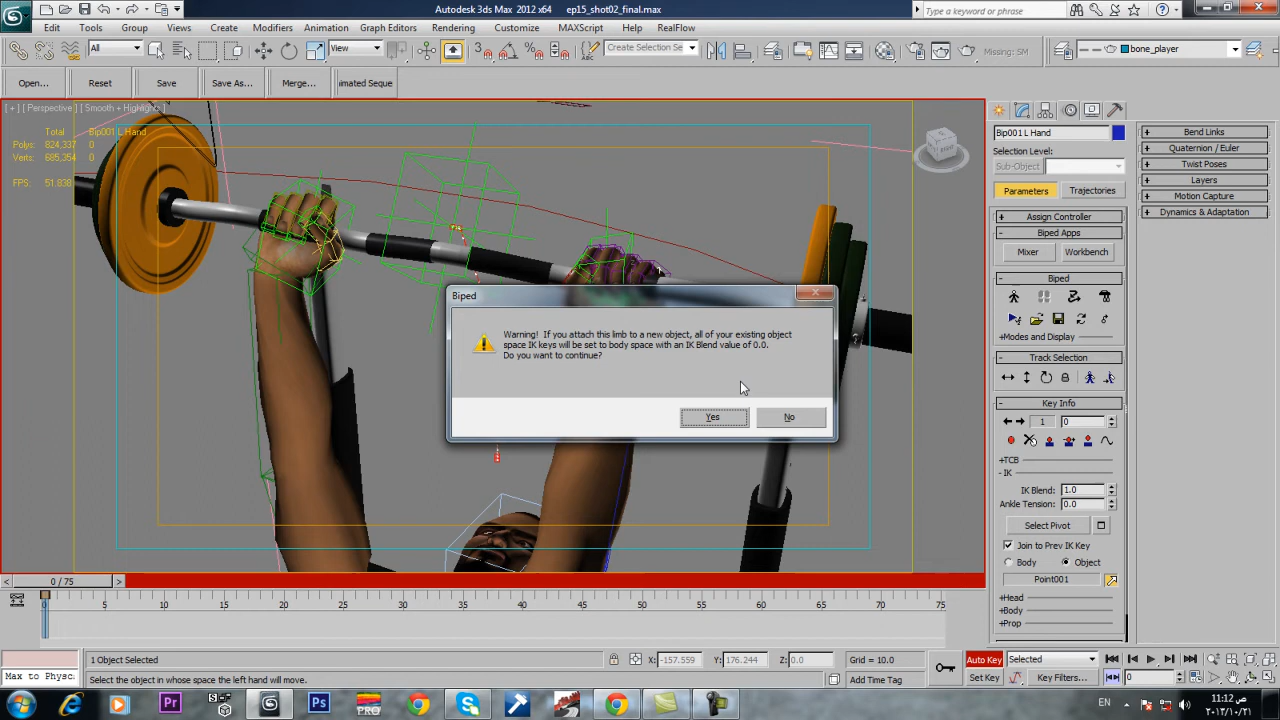 Autodesk 3ds Max 2012 x64 ep15_shot02_final.max
Type a keyword or phrase
Edit Tools Group Views Create Modifiers Animation Graph Editors Rendering Customize MAXScript Help RealFlow
All View Create Selection Se Missing: SM bone_player
Open... Reset Save Save As... Merge... imated Seque
[ + ] [ Perspective ] [ Smooth + Highlights ]
Total Bip001 L Hand
Polys: 824,337 0
Verts: 685,354 0
FPS: 51.838
Bip001 L Hand
Selection Level:
Sub-Object
Parameters Trajectories
Assign Controller
Biped Apps
Mixer Workbench
Biped
Modes and Display
Track Selection
Key Info
1 0
+TCB
- IK
IK Blend: 1.0
Ankle Tension: 0.0
Select Pivot
Join to Prev IK Key
Body Object
Point001
+Head
+Body
+Prop
Bend Links
Quaternion / Euler
Twist Poses
Layers
Motion Capture
Dynamics & Adaptation
Biped
Warning! If you attach this limb to a new object, all of your existing object
space IK keys will be set to body space with an IK Blend value of 0.0.
Do you want to continue?
Yes No
< 0 / 75 >
0 5 10 15 20 25 30 35 40 45 50 55 60 65 70 75
1 Object Selected X: -157.559 Y: 176.244 Z: 0.0 Grid = 10.0 Auto Key Selected
Max to Physc Select the object in whose space the left hand will move. Add Time Tag Set Key Key Filters... 0
EN 11:12 ص
٢٠١٣/١٠/٢١